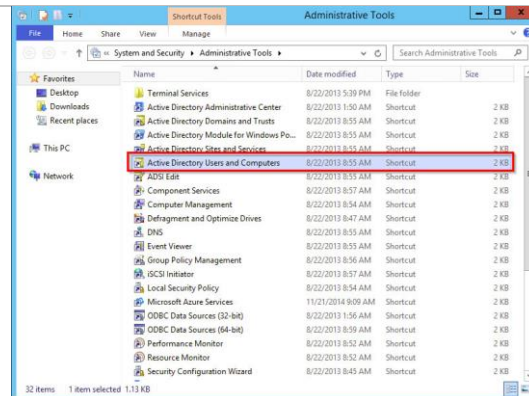 Shortcut Tools Administrative Tools
File Home Share View Manage
« System and Security ▸ Administrative Tools ▸ Search Administrative Tools
Favorites
Desktop
Downloads
Recent places
This PC
Network
Name Date modified Type Size
Terminal Services 8/22/2013 5:39 PM File folder
Active Directory Administrative Center 8/22/2013 1:50 AM Shortcut 2 KB
Active Directory Domains and Trusts 8/22/2013 8:55 AM Shortcut 2 KB
Active Directory Module for Windows Po... 8/22/2013 8:55 AM Shortcut 2 KB
Active Directory Sites and Services 8/22/2013 8:55 AM Shortcut 2 KB
Active Directory Users and Computers 8/22/2013 8:55 AM Shortcut 2 KB
ADSI Edit 8/22/2013 8:55 AM Shortcut 2 KB
Component Services 8/22/2013 8:57 AM Shortcut 2 KB
Computer Management 8/22/2013 8:54 AM Shortcut 2 KB
Defragment and Optimize Drives 8/22/2013 8:47 AM Shortcut 2 KB
DNS 8/22/2013 8:55 AM Shortcut 2 KB
Event Viewer 8/22/2013 8:55 AM Shortcut 2 KB
Group Policy Management 8/22/2013 8:56 AM Shortcut 2 KB
iSCSI Initiator 8/22/2013 8:57 AM Shortcut 2 KB
Local Security Policy 8/22/2013 8:54 AM Shortcut 2 KB
Microsoft Azure Services 11/21/2014 9:09 AM Shortcut 2 KB
ODBC Data Sources (32-bit) 8/22/2013 1:56 AM Shortcut 2 KB
ODBC Data Sources (64-bit) 8/22/2013 8:59 AM Shortcut 2 KB
Performance Monitor 8/22/2013 8:52 AM Shortcut 2 KB
Resource Monitor 8/22/2013 8:52 AM Shortcut 2 KB
Security Configuration Wizard 8/22/2013 8:45 AM Shortcut 2 KB
32 items 1 item selected 1.13 KB